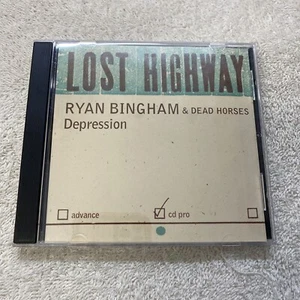 LOST HIGHWAY
RYAN BINGHAM & DEAD HORSES
Depression
advance
cd pro